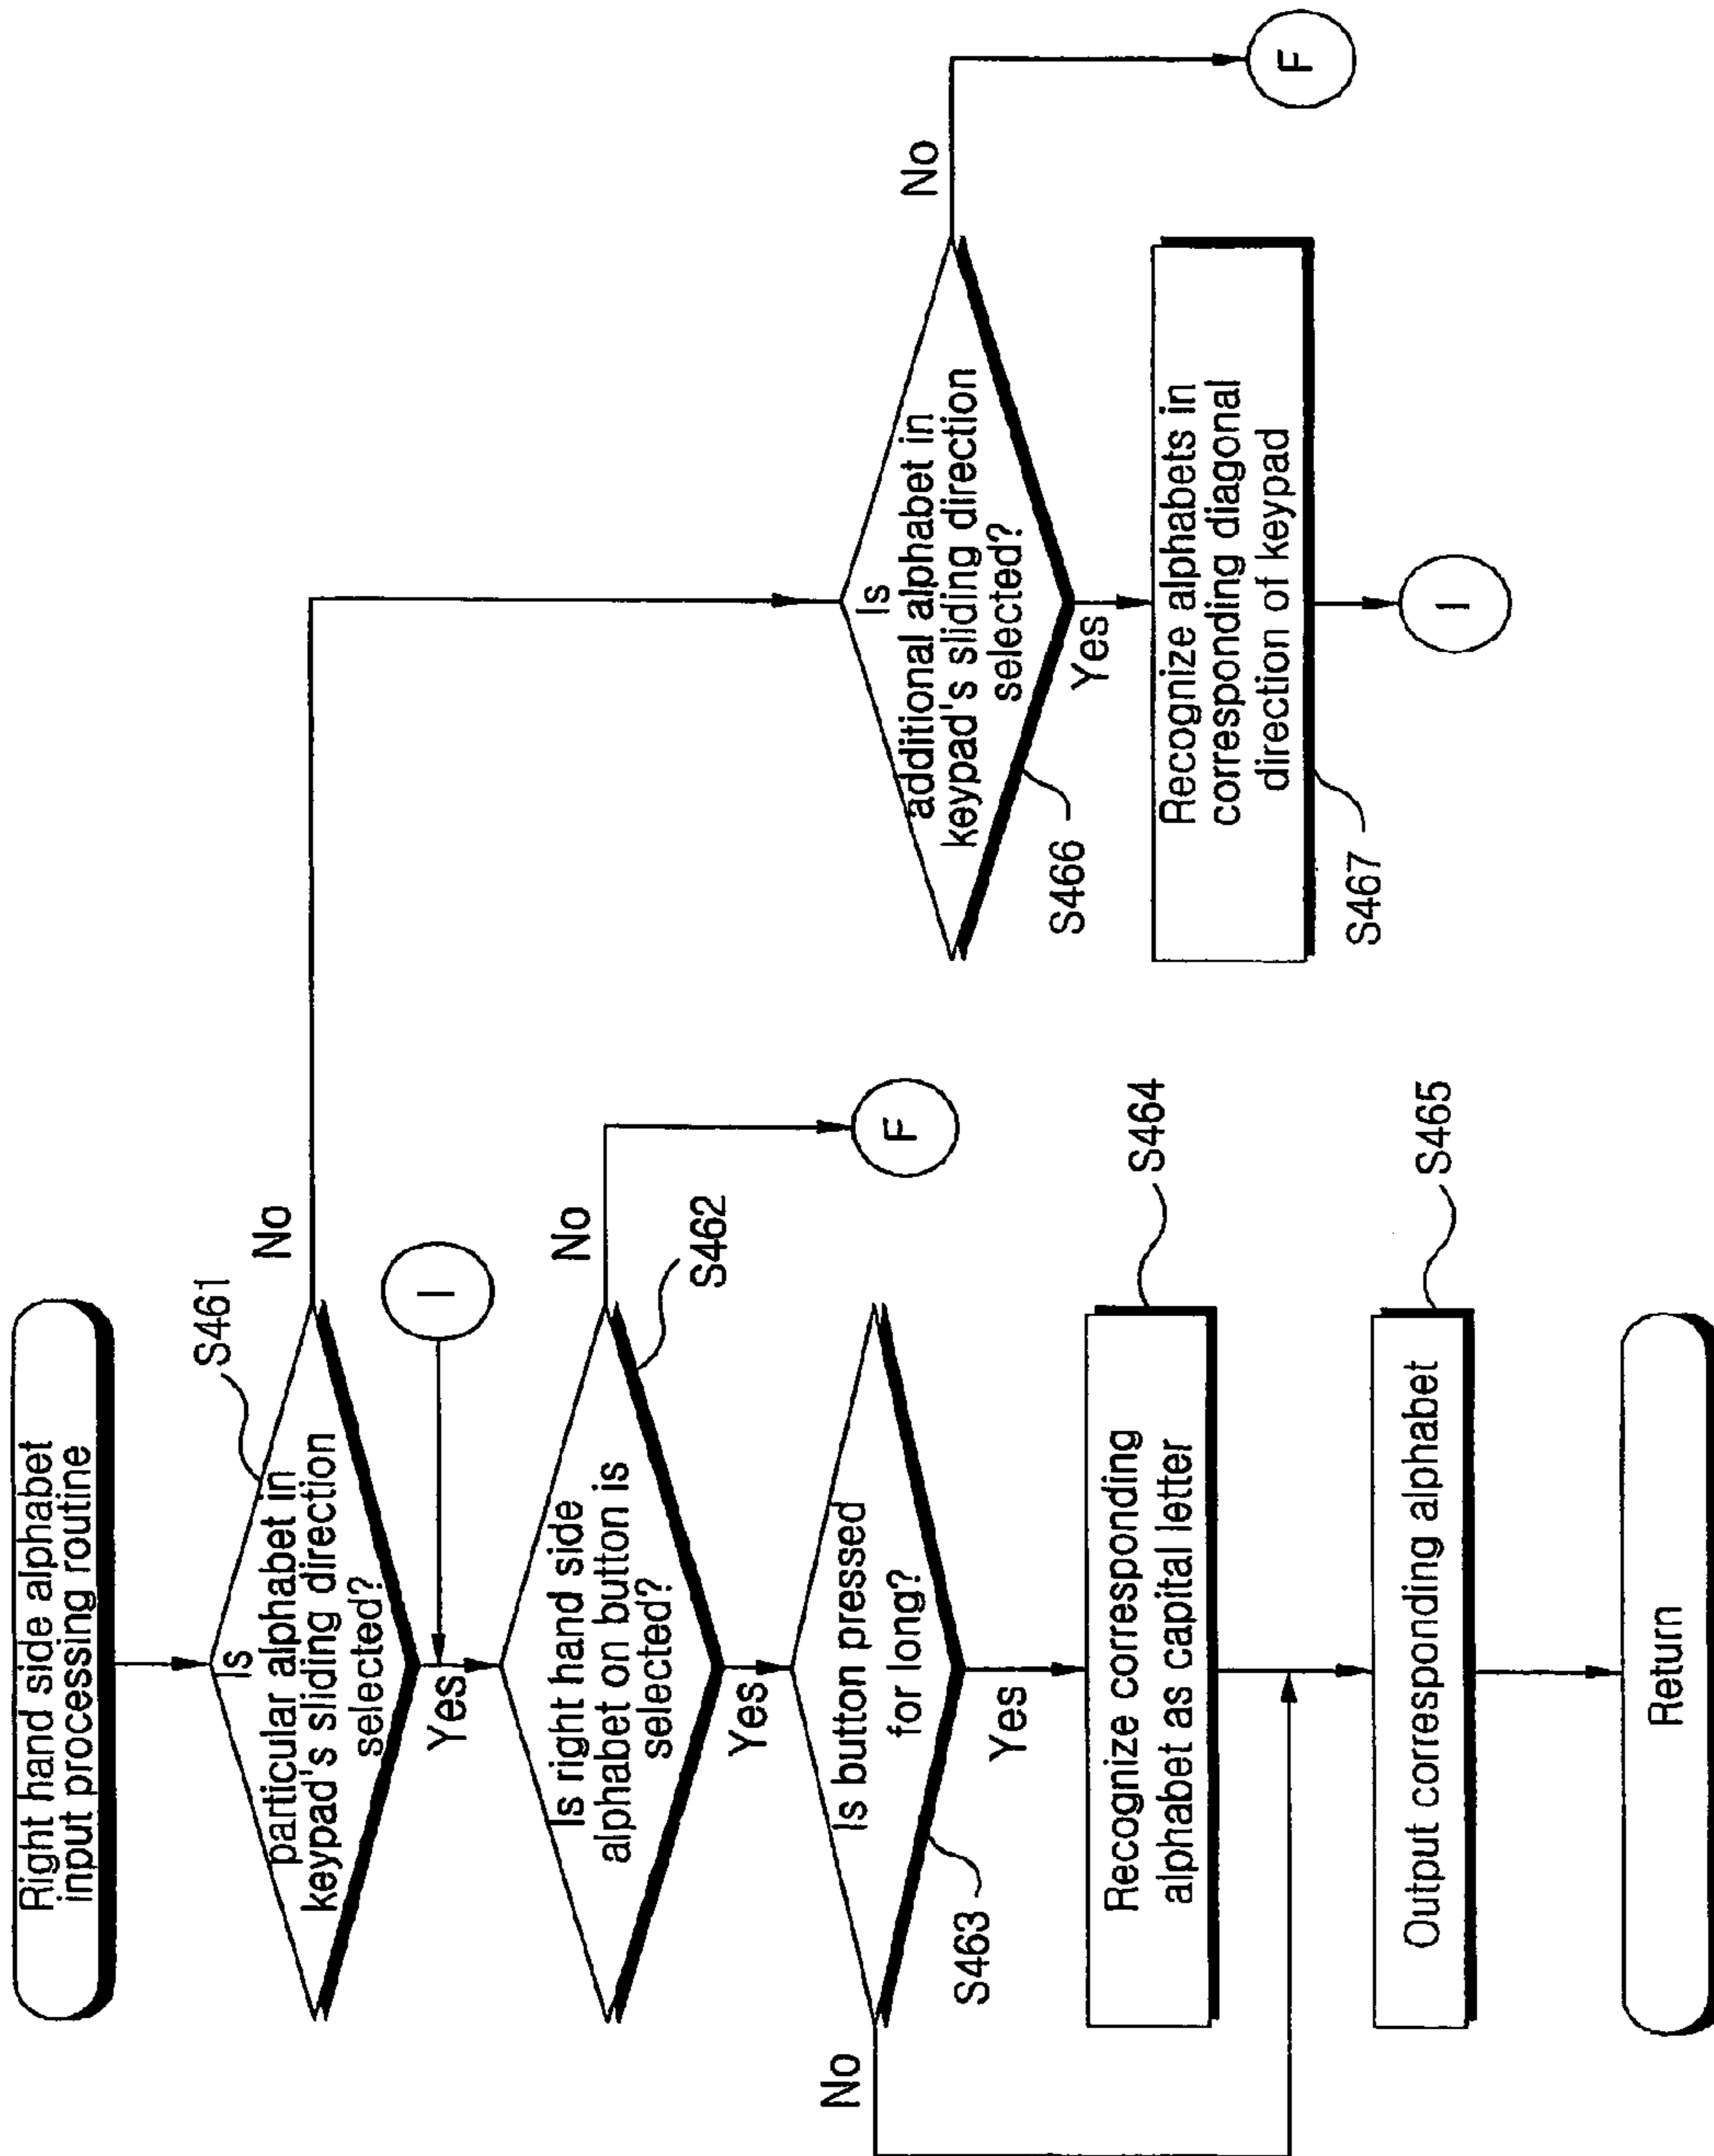 Right hand side alphabet
input processing routine
S461
Is
particular alphabet in
keypad's sliding direction
selected?
No
Yes
I
Is right hand side
alphabet on button is
selected?
No
S462
F
Yes
Is button pressed
for long?
S463
No
Yes
Recognize corresponding
alphabet as capital letter
S464
Output corresponding alphabet
S465
Return
Is
additional alphabet in
keypad's sliding direction
selected?
No
F
S466
Yes
Recognize alphabets in
corresponding diagonal
direction of keypad
S467
I